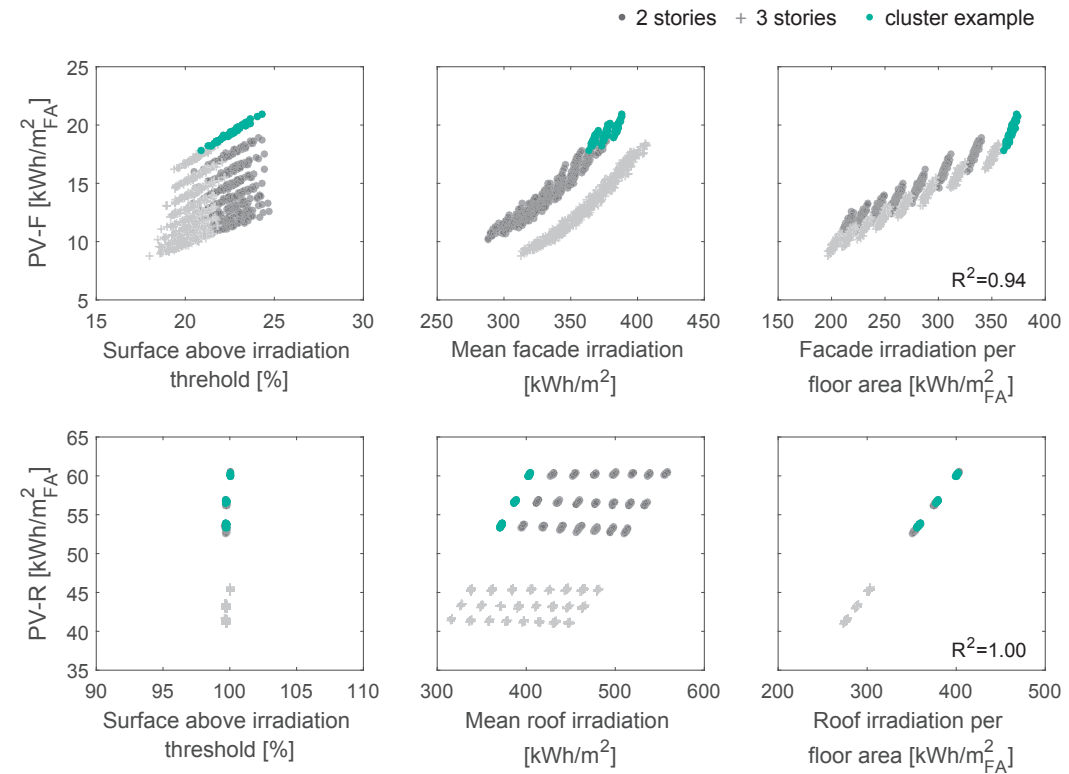 2 stories   3 stories   cluster example
PV-F [kWh/m²FA]
25
20
15
10
5
15 20 25 30
Surface above irradiation
threhold [%]
250 300 350 400 450
Mean facade irradiation
[kWh/m²]
R²=0.94
150 200 250 300 350 400
Facade irradiation per
floor area [kWh/m²FA]
PV-R [kWh/m²FA]
65
60
55
50
45
40
35
90 95 100 105 110
Surface above irradiation
threshold [%]
300 400 500 600
Mean roof irradiation
[kWh/m²]
R²=1.00
200 300 400 500
Roof irradiation per
floor area [kWh/m²FA]